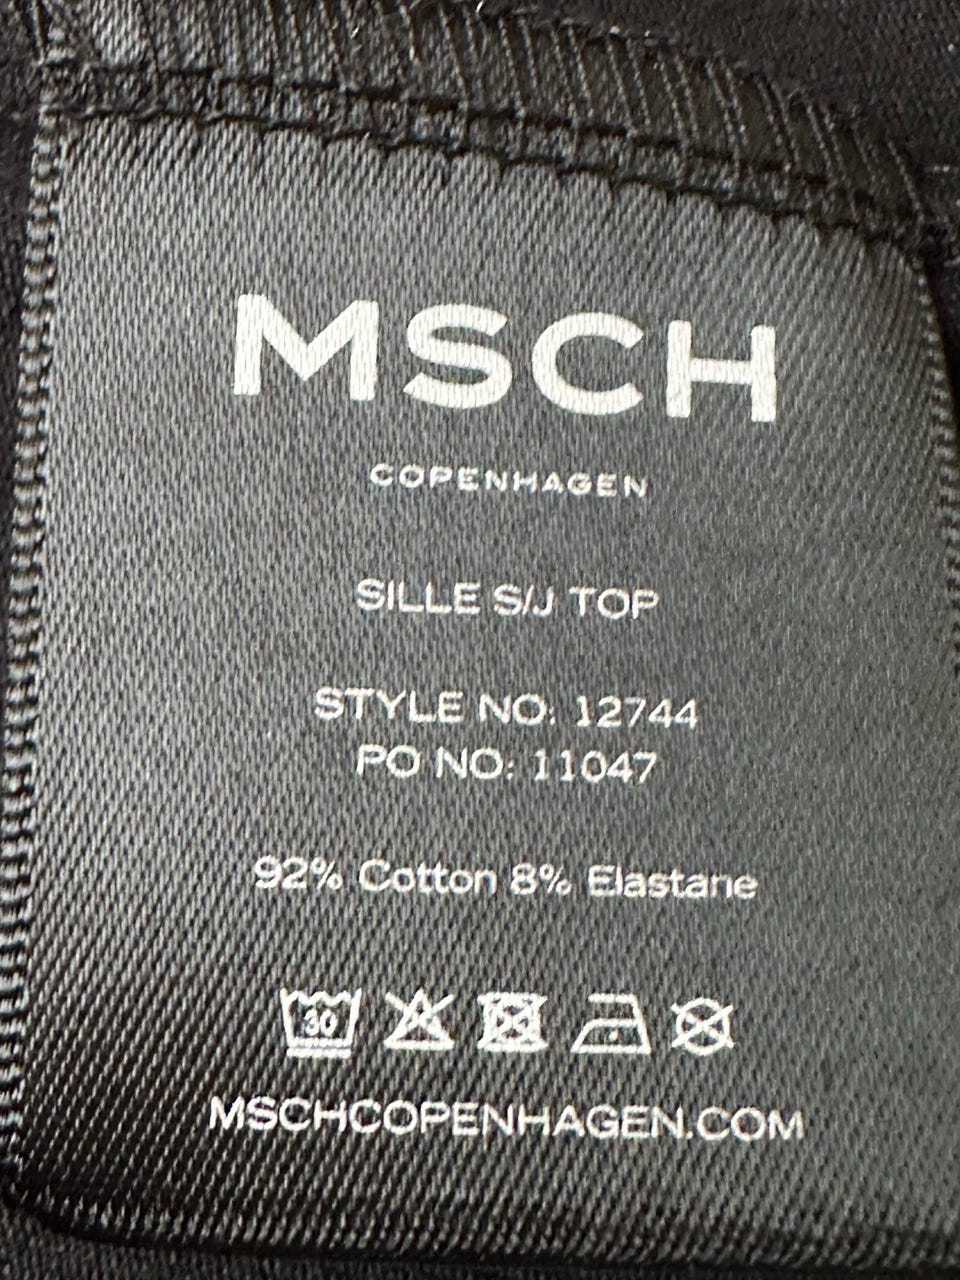 MSCH
COPENHAGEN
SILLE S/J TOP
STYLE NO: 12744
PO NO: 11047
92% Cotton 8% Elastane
30
MSCHCOPENHAGEN.COM